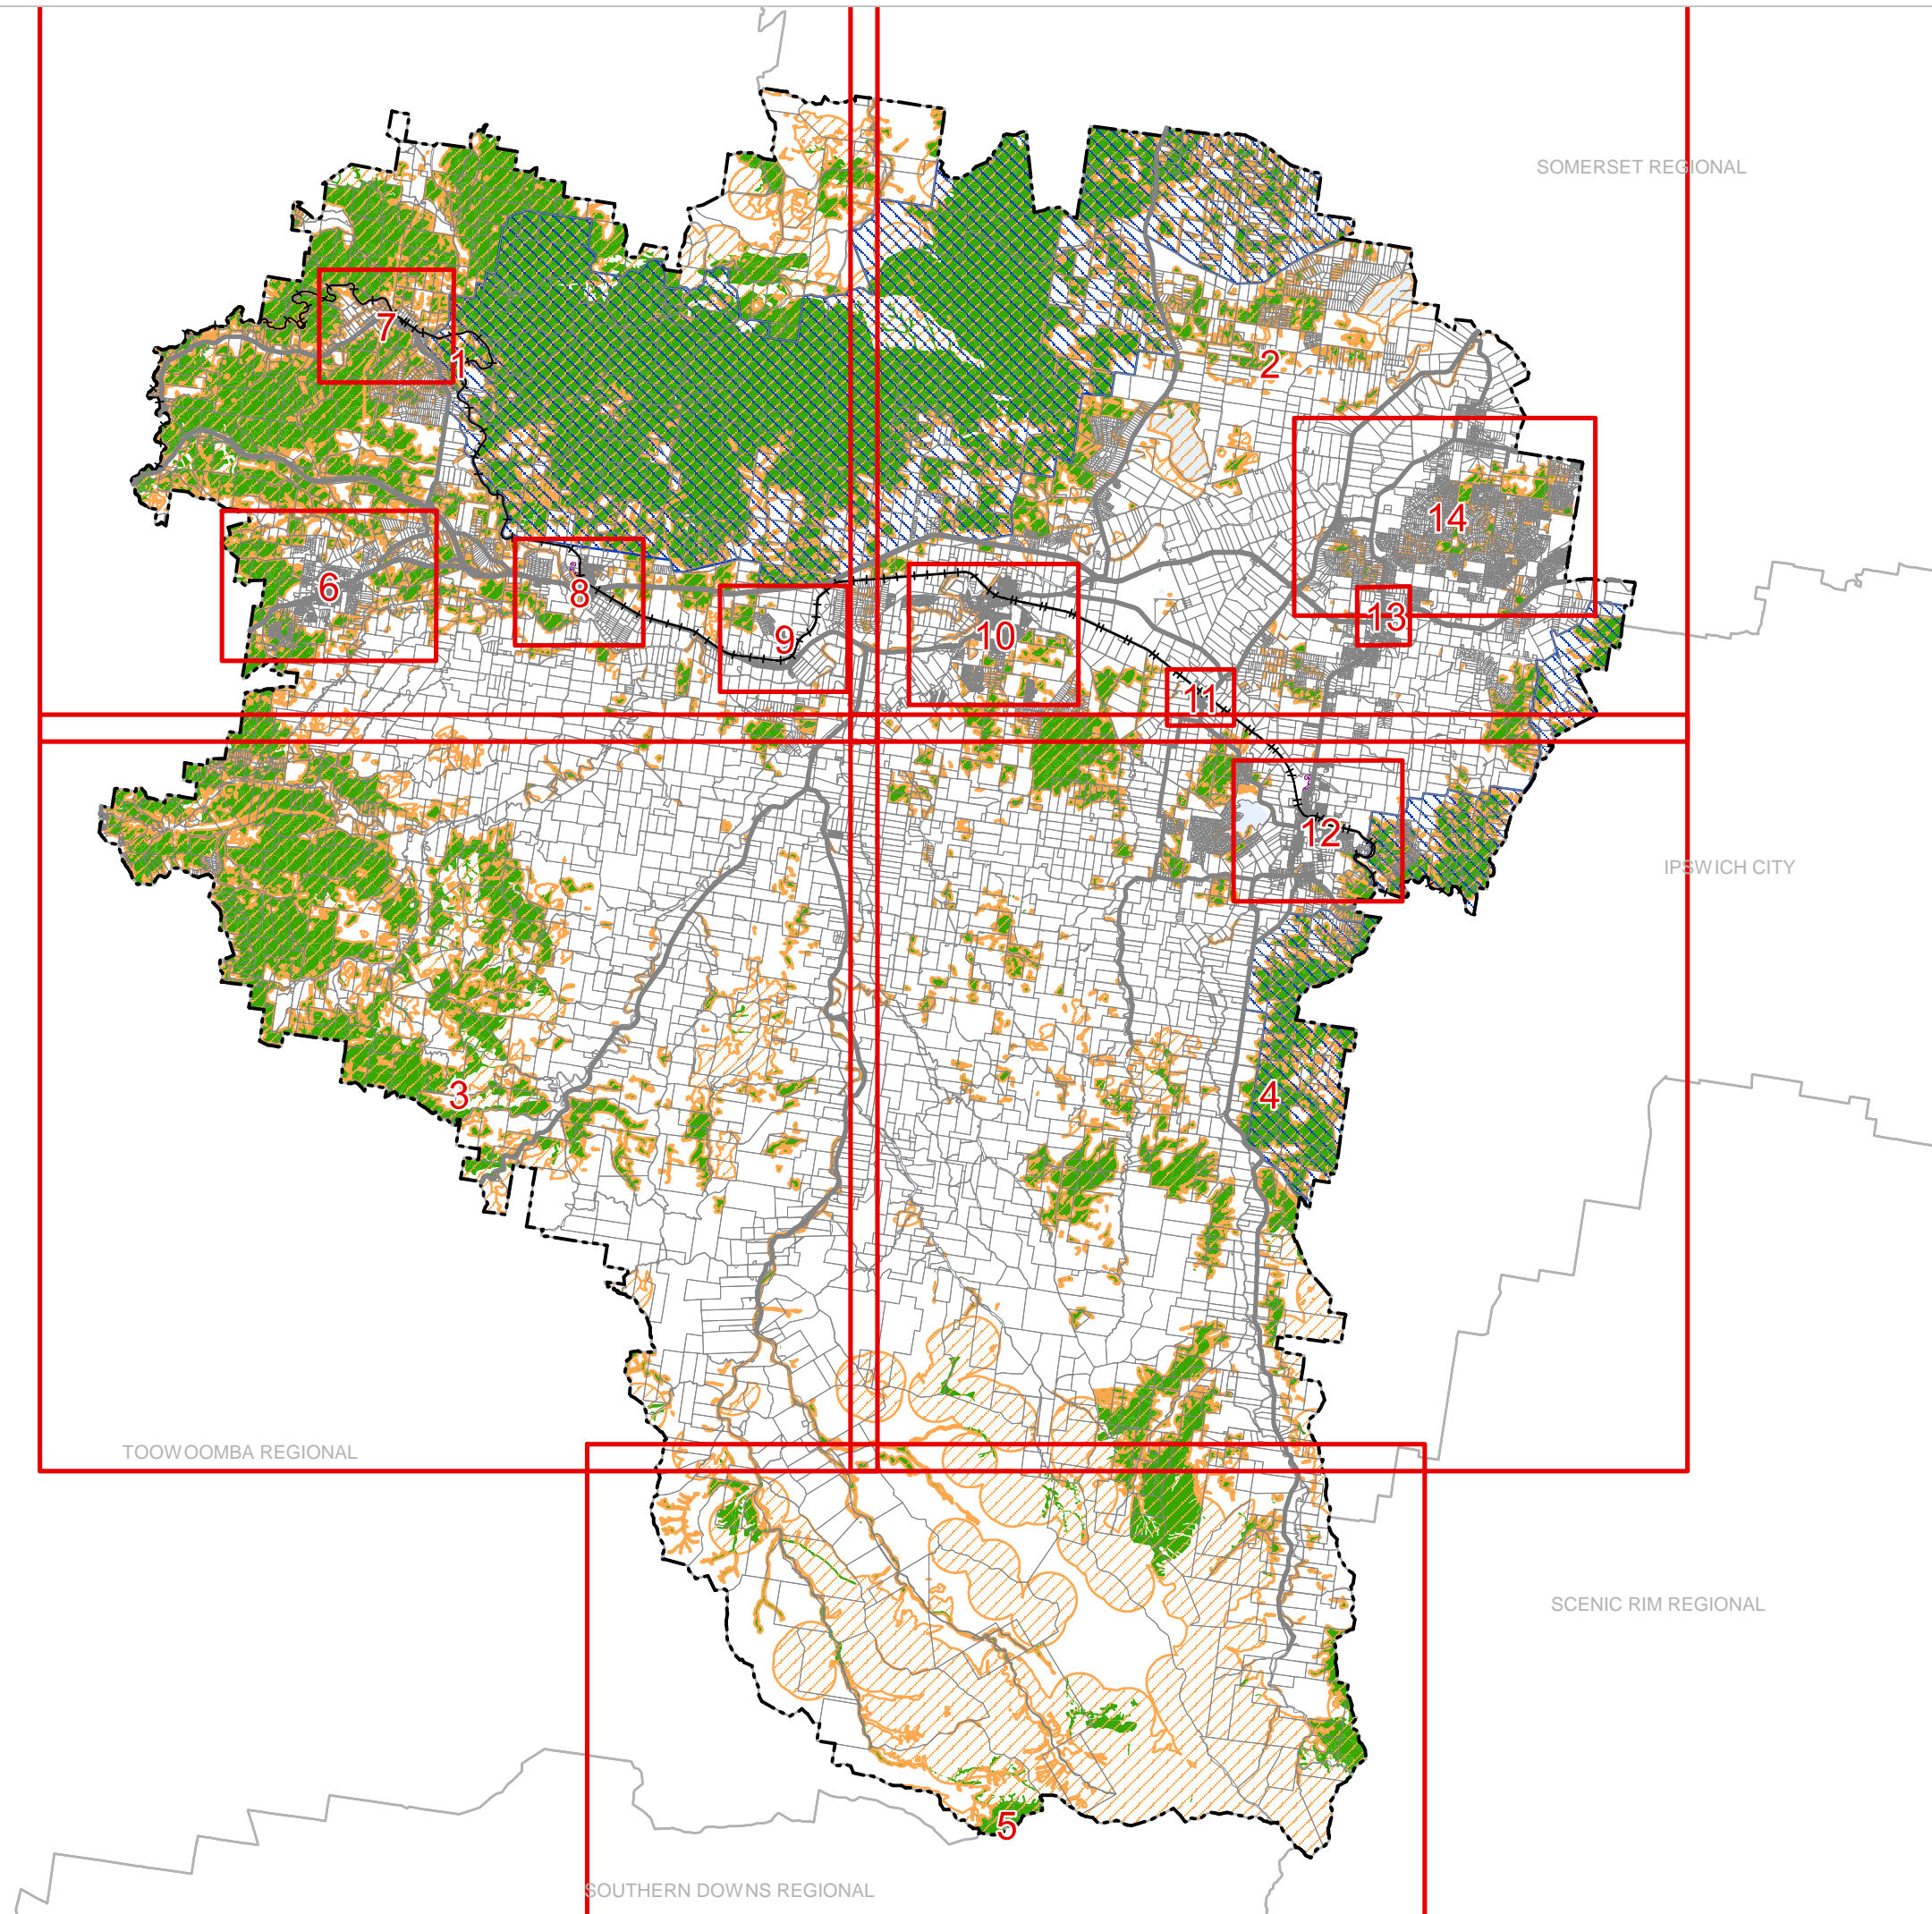 SOMERSET REGIONAL
7
1
2
14
6
8
13
9
10
11
12
IPSWICH CITY
3
4
TOOWOOMBA REGIONAL
SCENIC RIM REGIONAL
5
SOUTHERN DOWNS REGIONAL